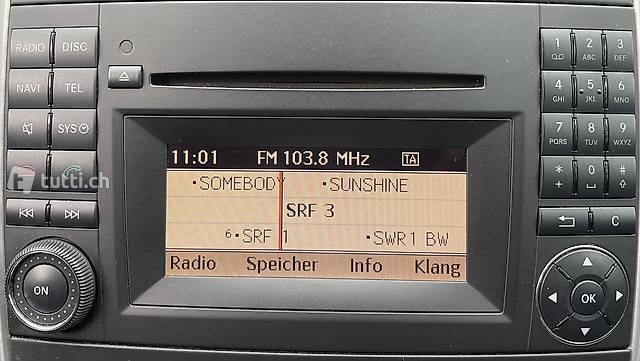 RADIO DISC
NAVI TEL
SYS
tutti.ch
ON
11:01 FM 103.8 MHz TA
•SOMEBODY •SUNSHINE
SRF 3
6•SRF 1 •SWR1 BW
Radio Speicher Info Klang
1 2 ABC 3 DEF
4 GHI 5 JKL 6 MNO
7 PQRS 8 TUV 9 WXYZ
* 0 #
+
C
OK